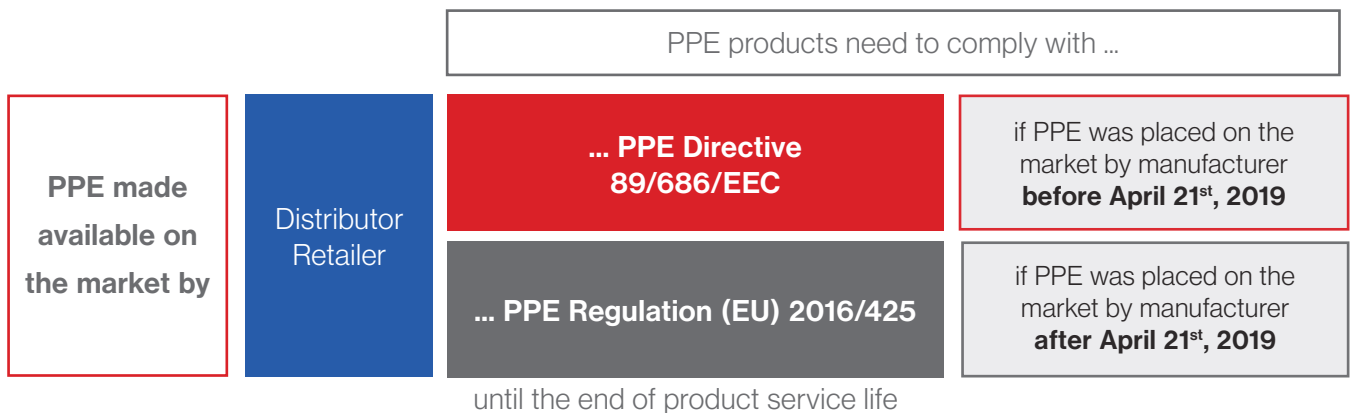 PPE products need to comply with ...
PPE made
available on
the market by
Distributor
Retailer
... PPE Directive
89/686/EEC
if PPE was placed on the
market by manufacturer
before April 21st, 2019
... PPE Regulation (EU) 2016/425
if PPE was placed on the
market by manufacturer
after April 21st, 2019
until the end of product service life